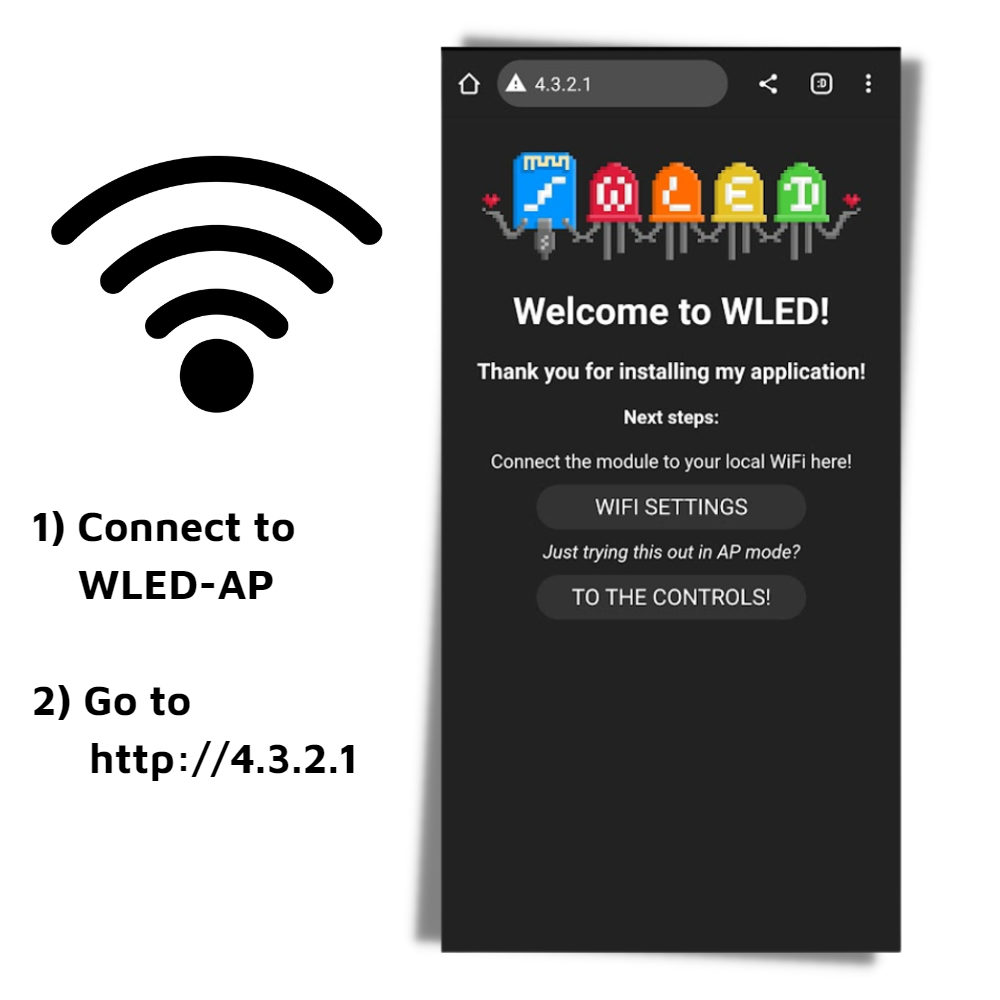 1) Connect to
WLED-AP
2) Go to
http://4.3.2.1
4.3.2.1
:D
WLED
Welcome to WLED!
Thank you for installing my application!
Next steps:
Connect the module to your local WiFi here!
WIFI SETTINGS
Just trying this out in AP mode?
TO THE CONTROLS!